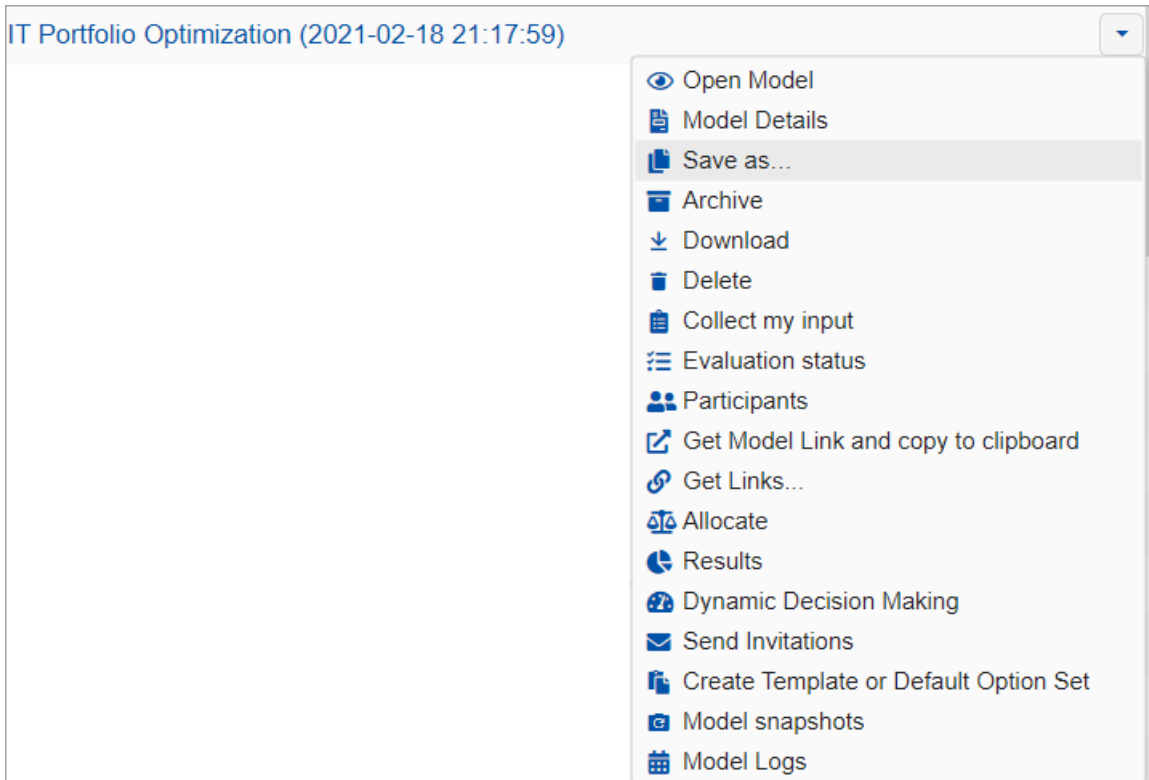 IT Portfolio Optimization (2021-02-18 21:17:59)
Open Model
Model Details
Save as...
Archive
Download
Delete
Collect my input
Evaluation status
Participants
Get Model Link and copy to clipboard
Get Links...
Allocate
Results
Dynamic Decision Making
Send Invitations
Create Template or Default Option Set
Model snapshots
Model Logs